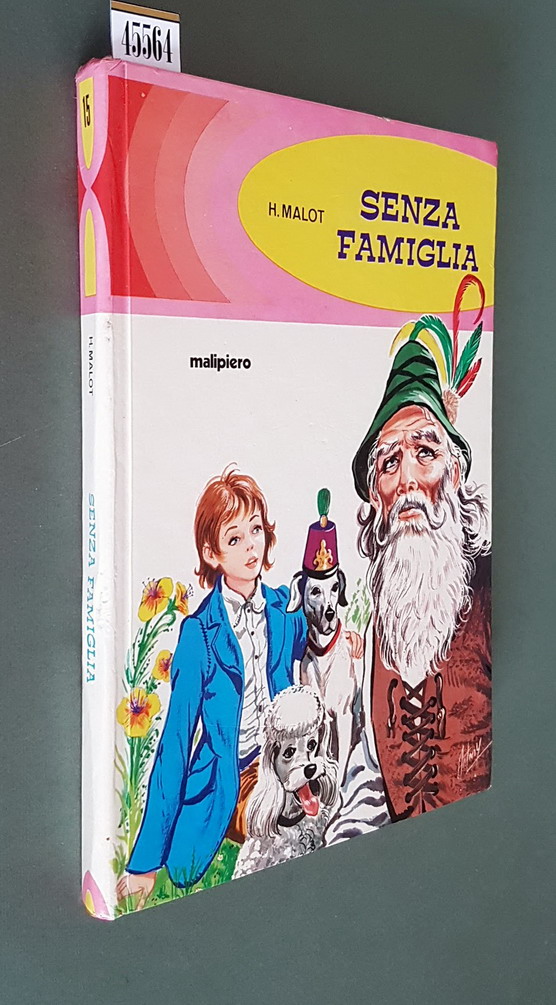 45564
15
H. MALOT
SENZA
FAMIGLIA
malipiero
H. MALOT
SENZA FAMIGLIA